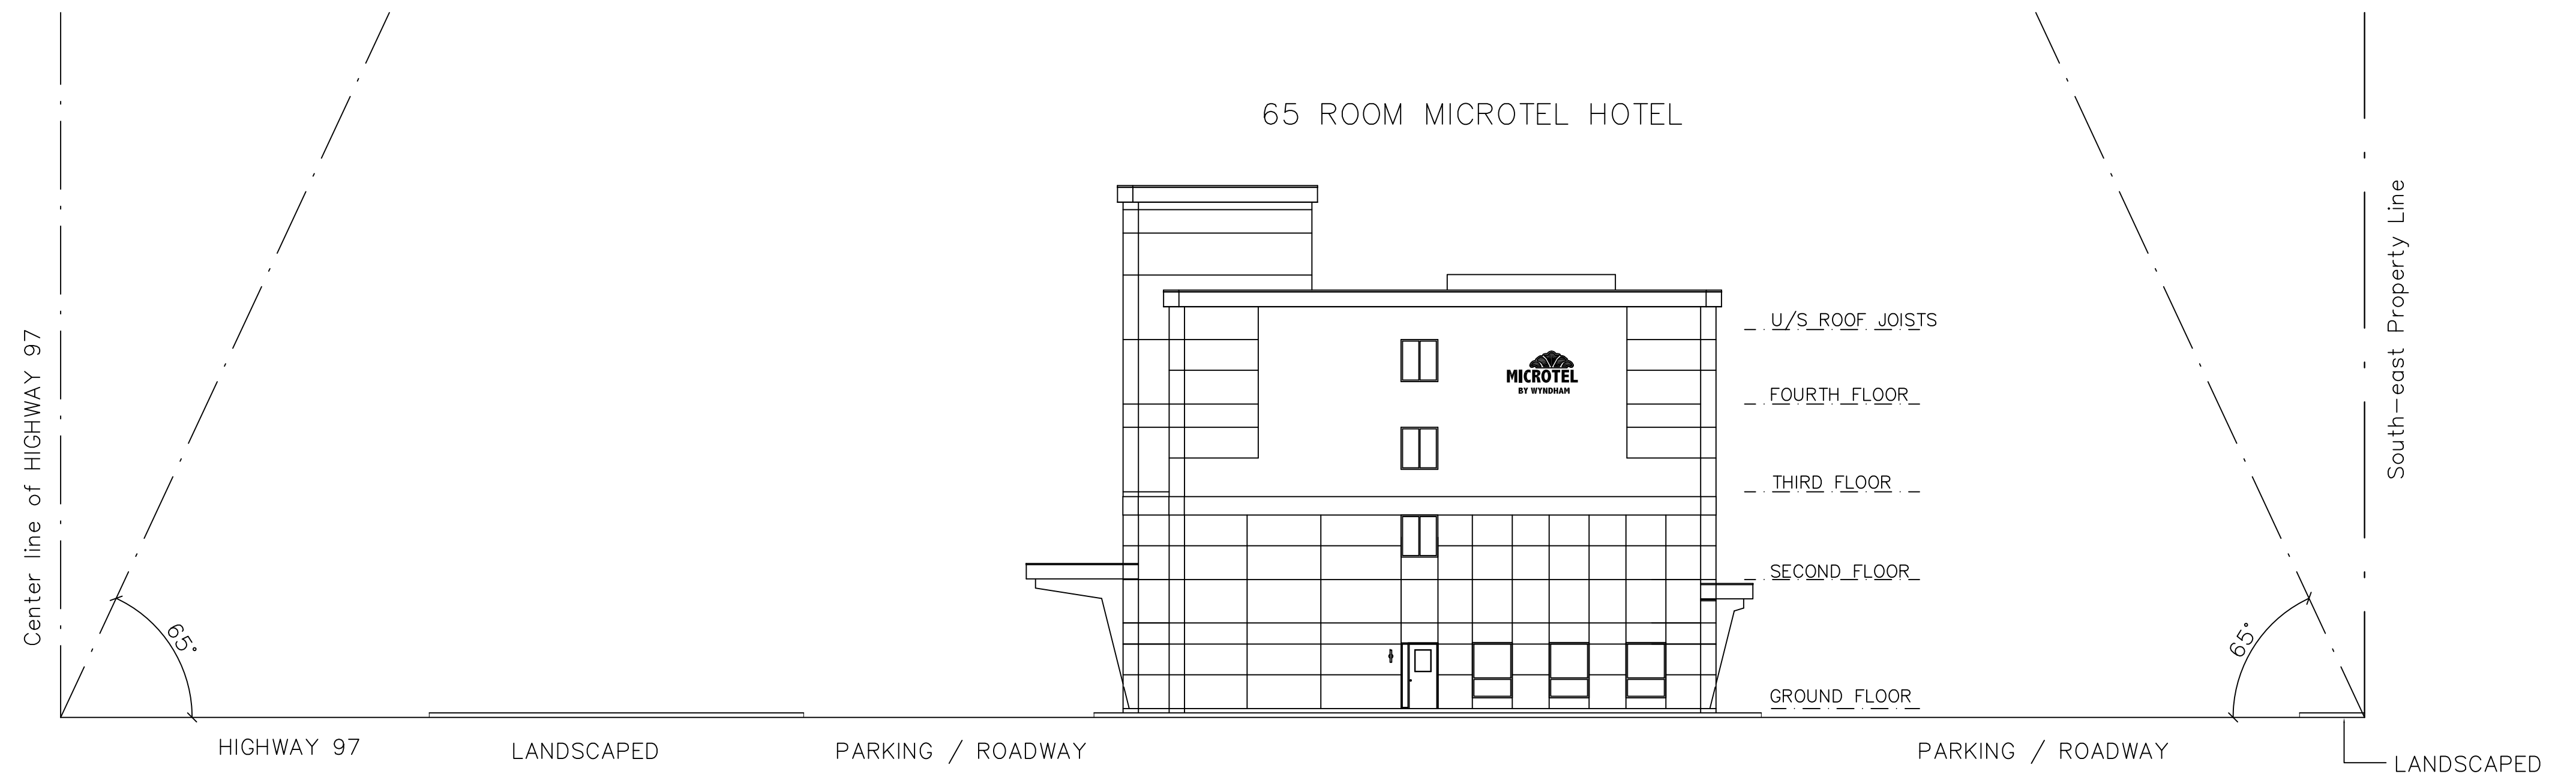 65 ROOM MICROTEL HOTEL
Center line of HIGHWAY 97
South-east Property Line
U/S ROOF JOISTS
MICROTEL
BY WYNDHAM
FOURTH FLOOR
THIRD FLOOR
SECOND FLOOR
65°
65°
GROUND FLOOR
HIGHWAY 97
LANDSCAPED
PARKING / ROADWAY
PARKING / ROADWAY
LANDSCAPED